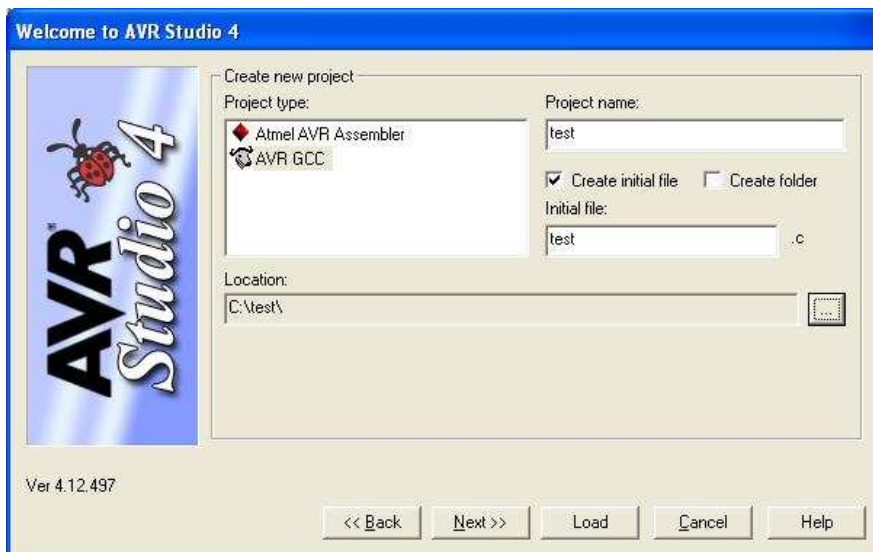 Welcome to AVR Studio 4
AVR® Studio 4
Create new project
Project type:
Atmel AVR Assembler
AVR GCC
Project name:
test
Create initial file
Create folder
Initial file:
test .c
Location:
C:\test\
...
Ver 4.12.497
<< Back
Next >>
Load
Cancel
Help